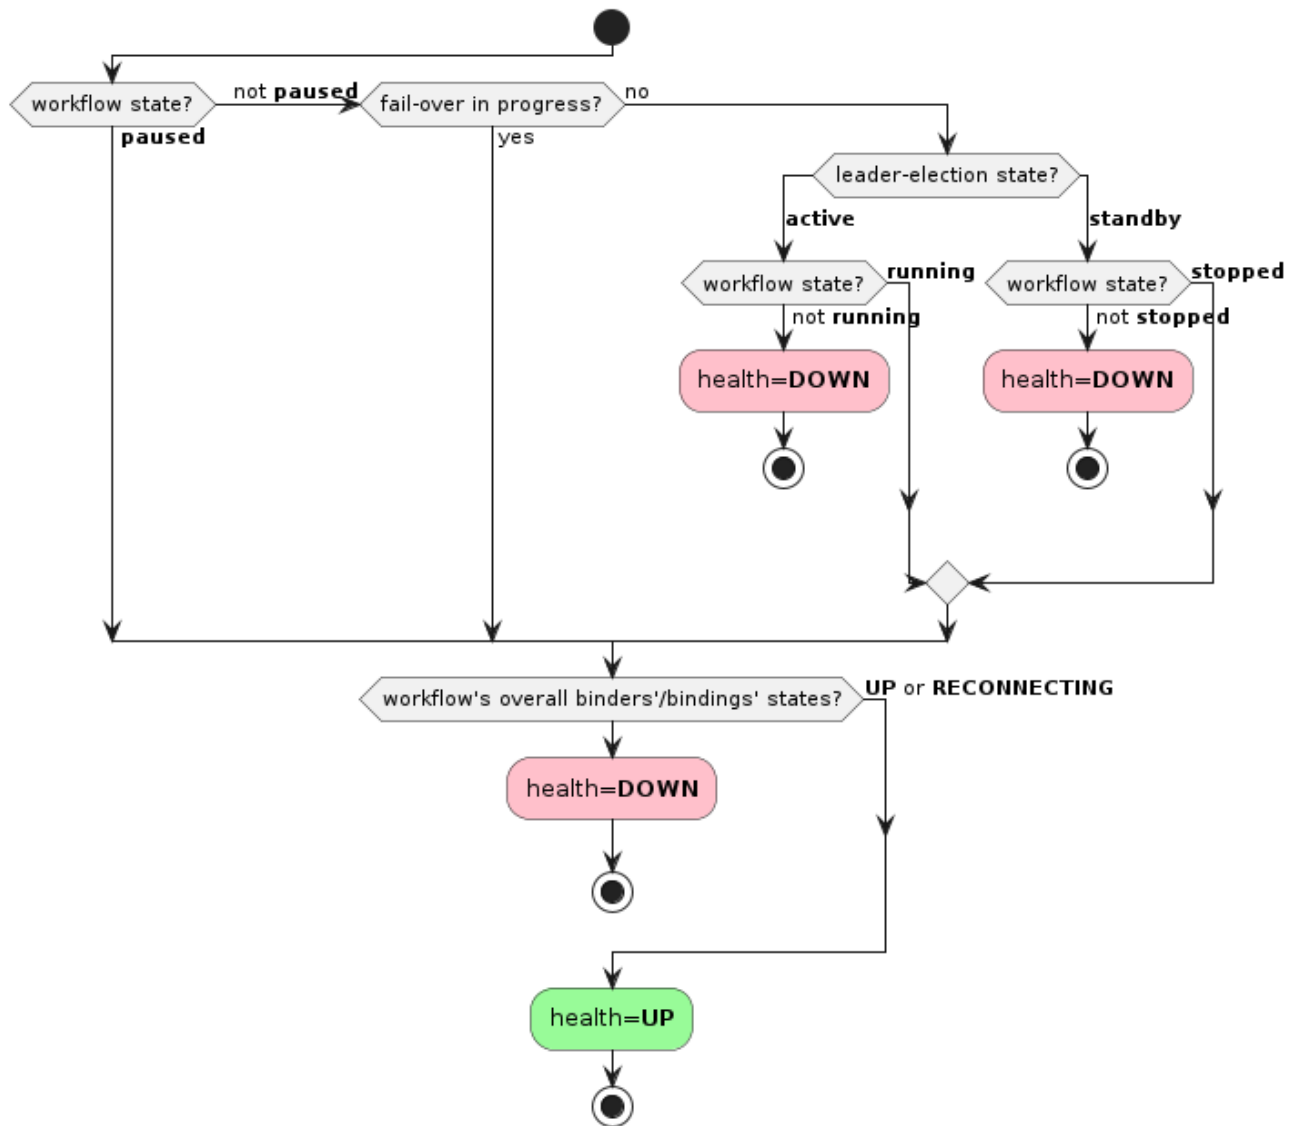 workflow state?
not paused
fail-over in progress?
no
paused
yes
leader-election state?
active
standby
workflow state?
running
workflow state?
stopped
not running
not stopped
health=DOWN
health=DOWN
workflow's overall binders'/bindings' states?
UP or RECONNECTING
health=DOWN
health=UP